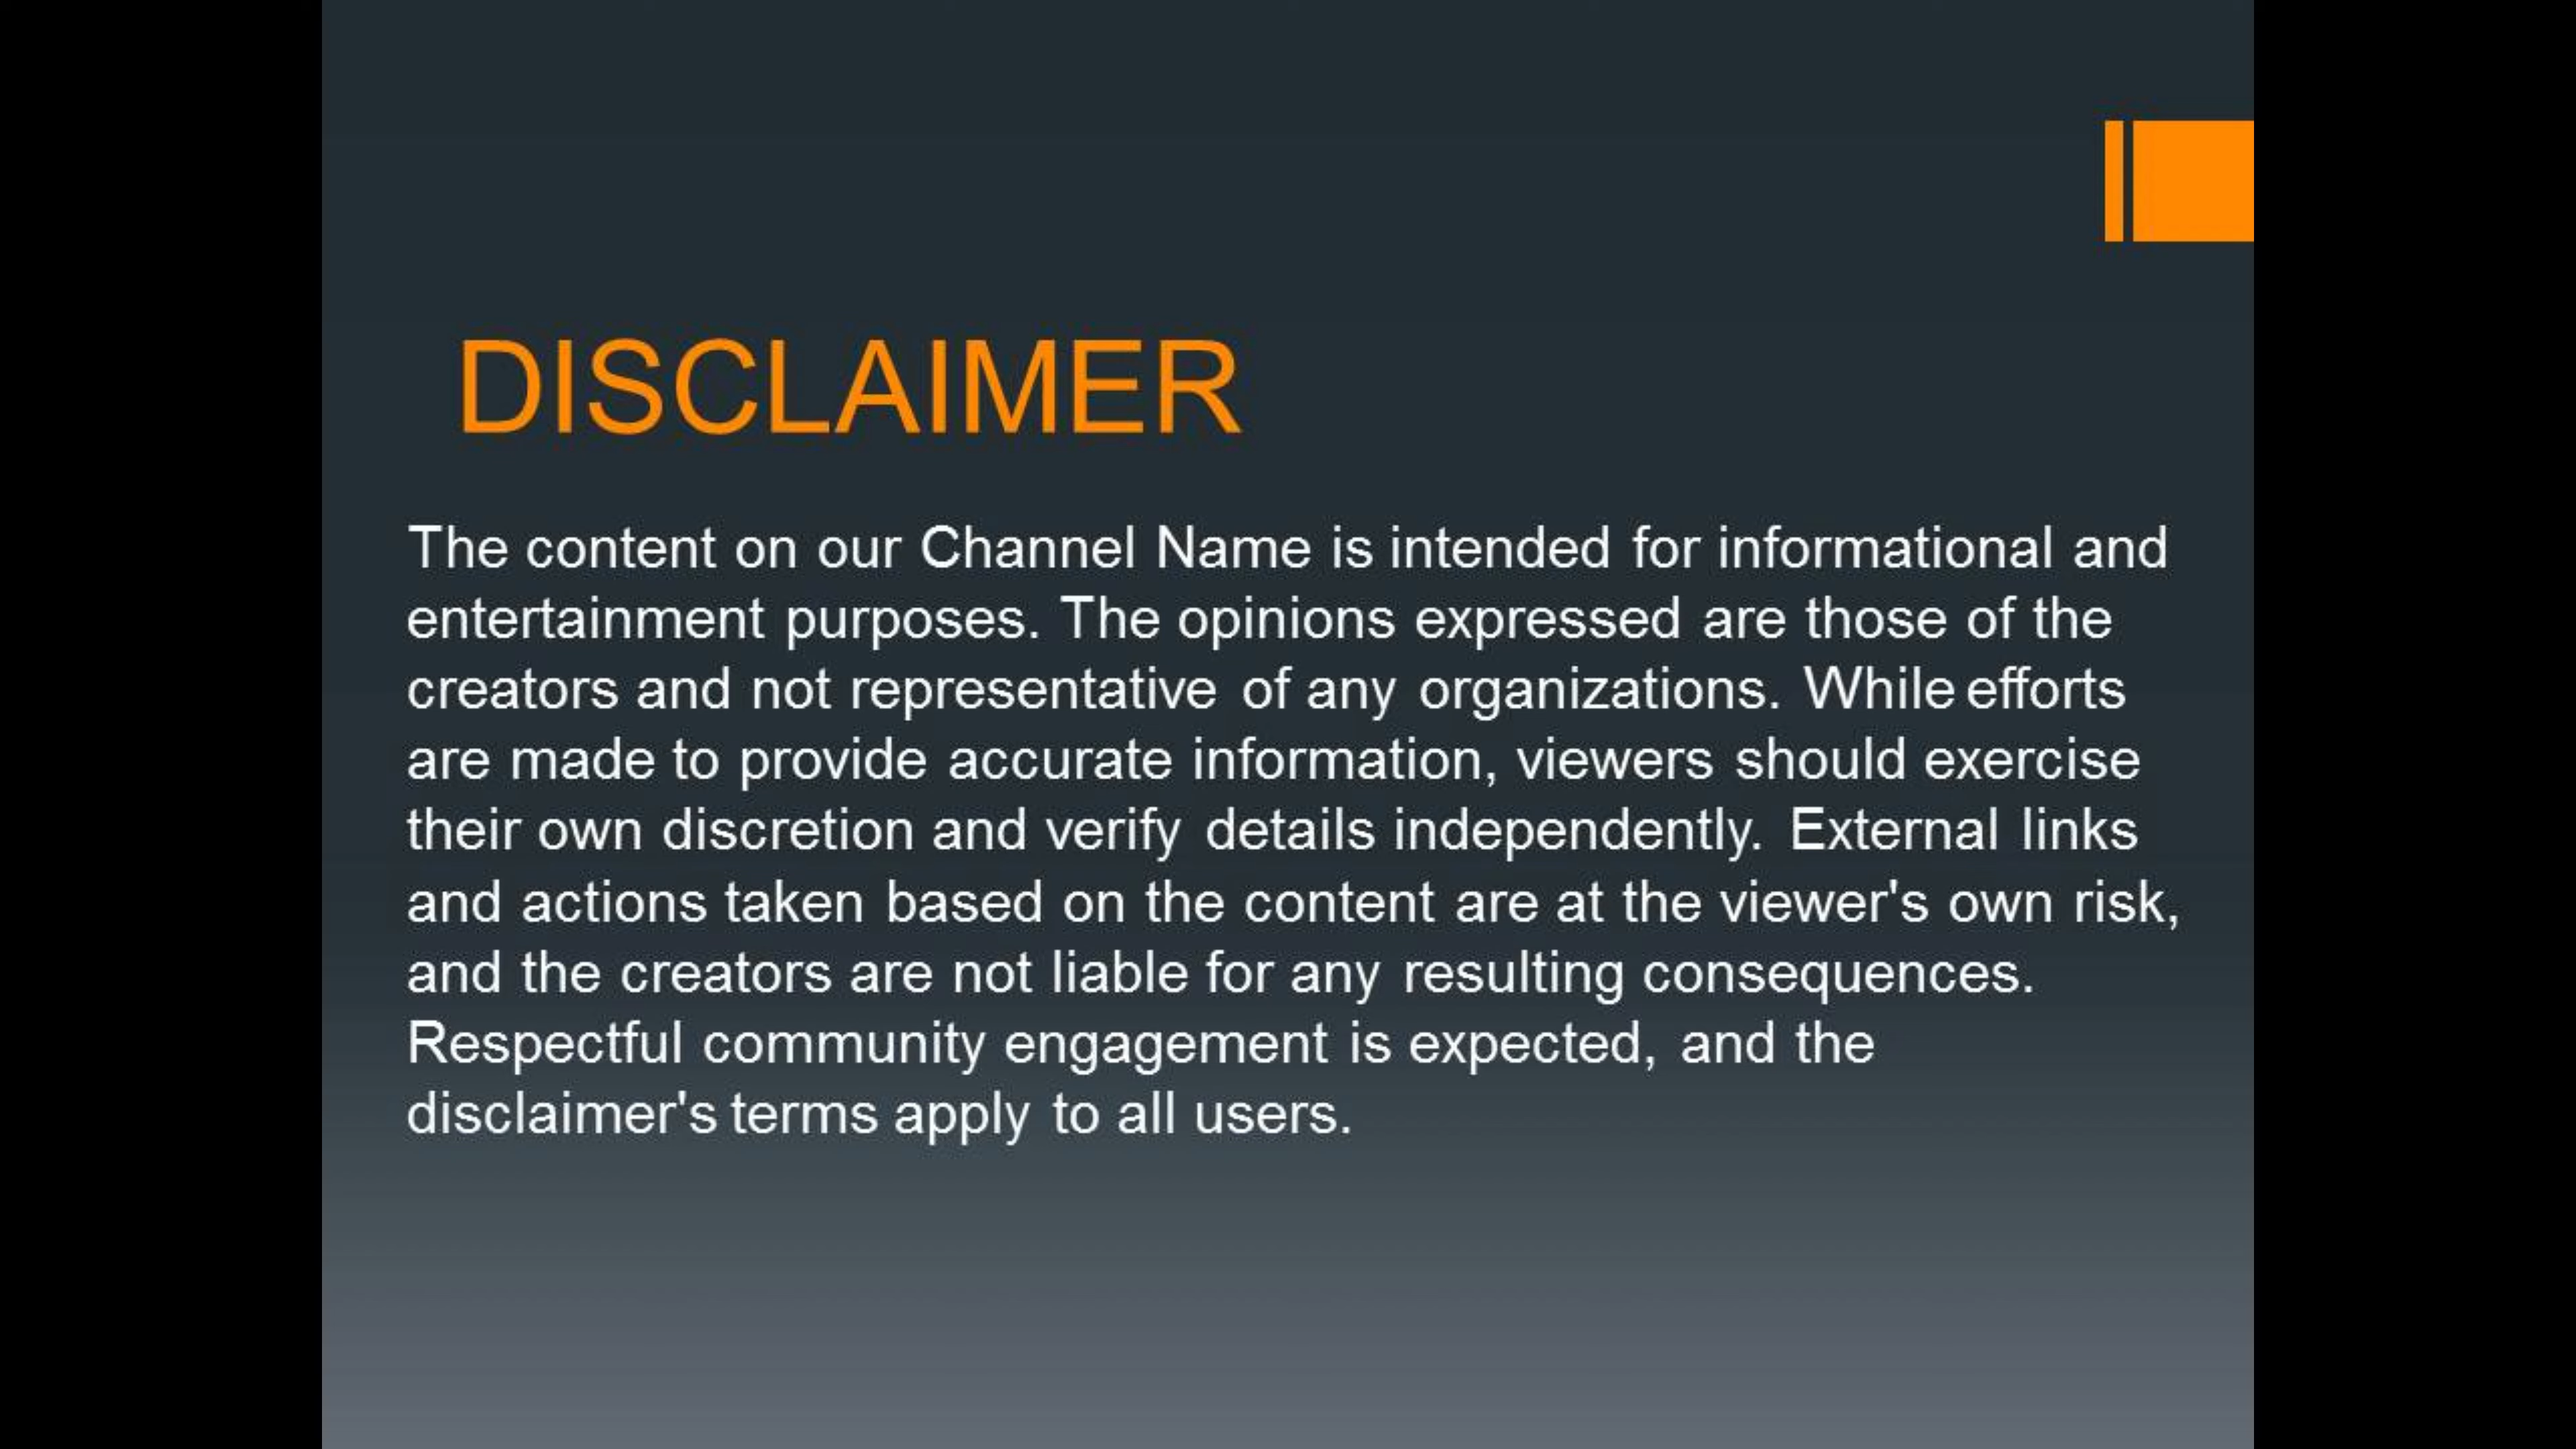 DISCLAIMER
The content on our Channel Name is intended for informational and
entertainment purposes. The opinions expressed are those of the
creators and not representative of any organizations. While efforts
are made to provide accurate information, viewers should exercise
their own discretion and verify details independently. External links
and actions taken based on the content are at the viewer's own risk,
and the creators are not liable for any resulting consequences.
Respectful community engagement is expected, and the
disclaimer's terms apply to all users.